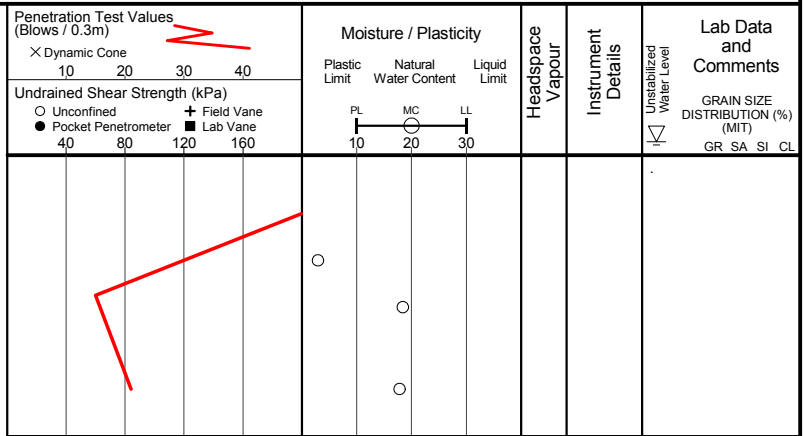 Penetration Test Values
(Blows / 0.3m)
× Dynamic Cone
10 20 30 40
Undrained Shear Strength (kPa)
○ Unconfined + Field Vane
● Pocket Penetrometer ■ Lab Vane
40 80 120 160
Moisture / Plasticity
Plastic Limit
Natural Water Content
Liquid Limit
PL MC LL
10 20 30
Headspace Vapour
Instrument Details
Unstabilized Water Level
Lab Data
and
Comments
GRAIN SIZE
DISTRIBUTION (%)
(MIT)
GR SA SI CL